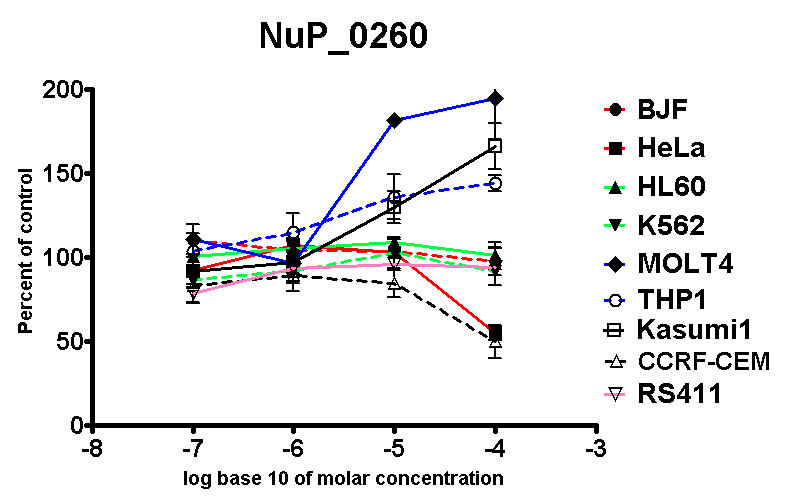 NuP_0260
200
150
100
50
0
Percent of control
-8 -7 -6 -5 -4 -3
log base 10 of molar concentration
BJF
HeLa
HL60
K562
MOLT4
THP1
Kasumi1
CCRF-CEM
RS411